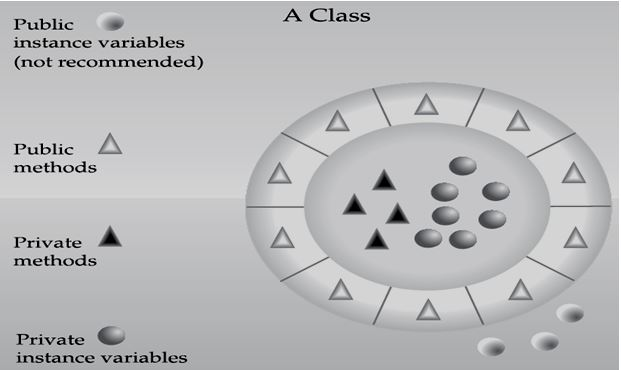 A Class
Public
instance variables
(not recommended)
Public
methods
Private
methods
Private
instance variables